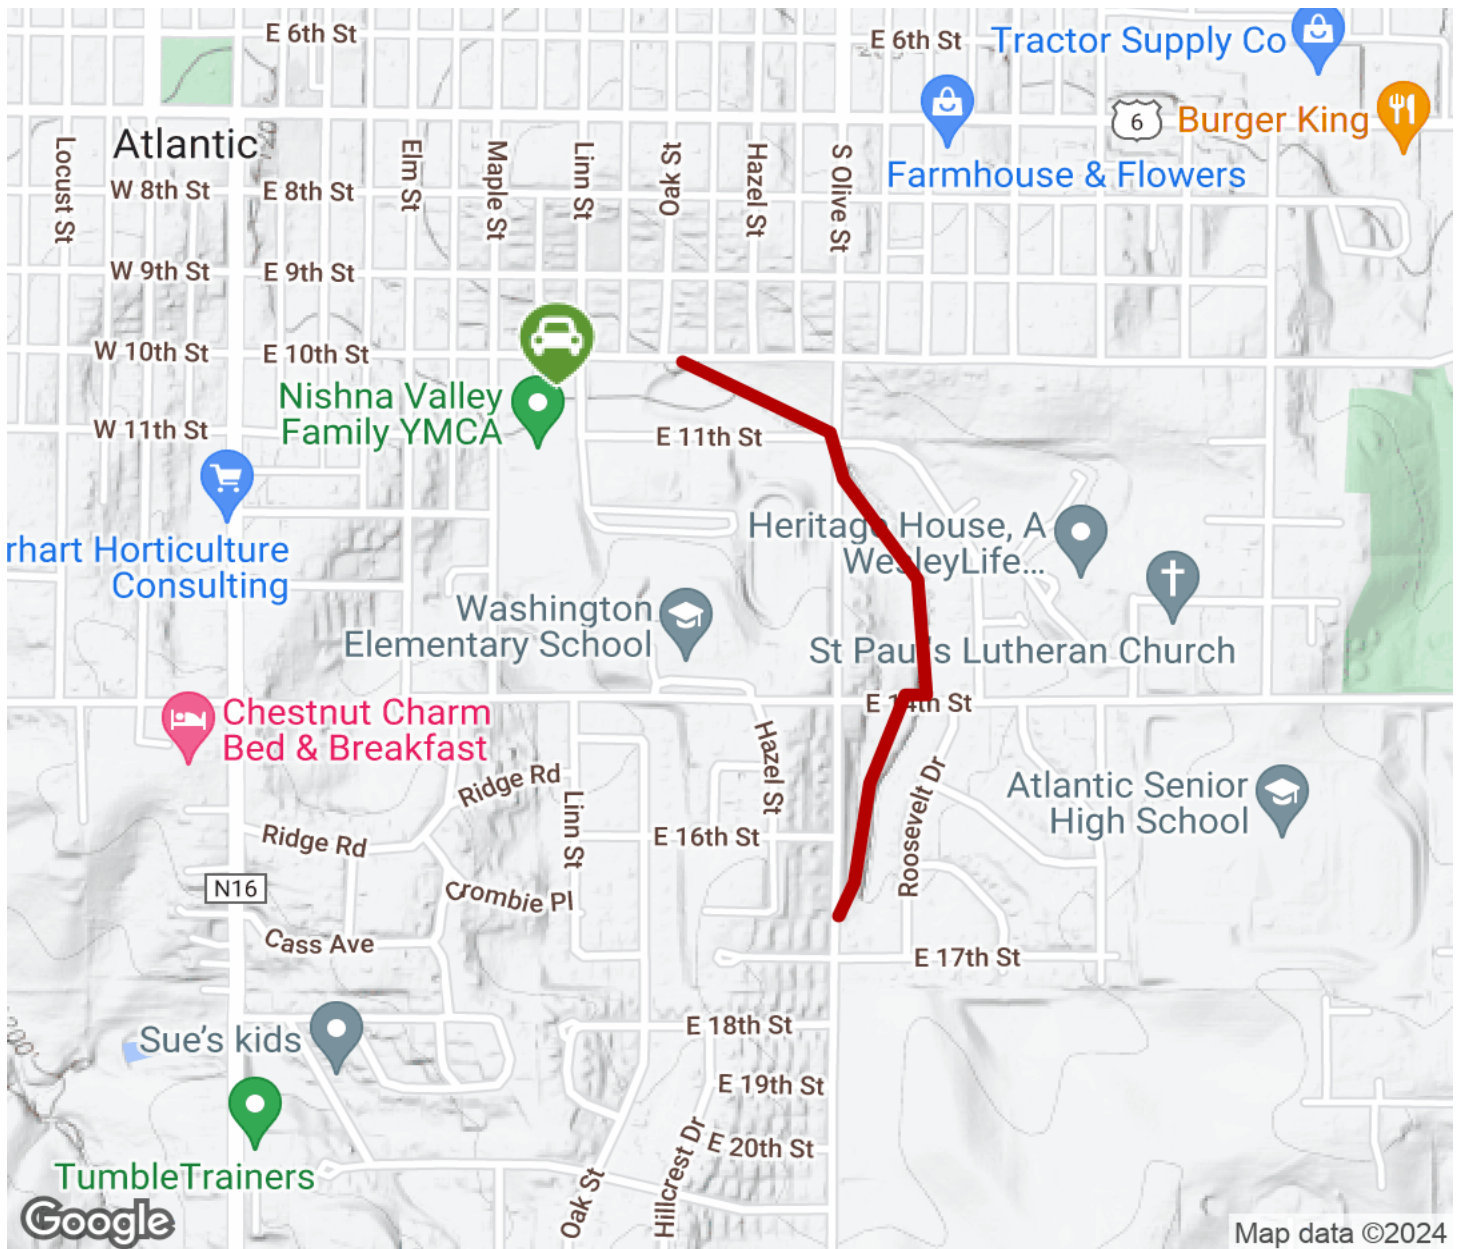 E 6th St
E 6th St
Tractor Supply Co
6
Burger King
Atlantic
Farmhouse & Flowers
Locust St
Elm St
Maple St
Linn St
Oak St
Hazel St
S Olive St
W 8th St
E 8th St
W 9th St
E 9th St
W 10th St
E 10th St
Nishna Valley
Family YMCA
W 11th St
E 11th St
rhart Horticulture
Consulting
Heritage House, A
WesleyLife...
Washington
Elementary School
St Paul's Lutheran Church
E 14th St
Chestnut Charm
Bed & Breakfast
Hazel St
Ridge Rd
Linn St
Roosevelt Dr
Atlantic Senior
High School
Ridge Rd
E 16th St
N16
Crombie Pl
Cass Ave
E 17th St
Sue's kids
E 18th St
E 19th St
E 20th St
Hillcrest Dr
Oak St
TumbleTrainers
Google
Map data ©2024